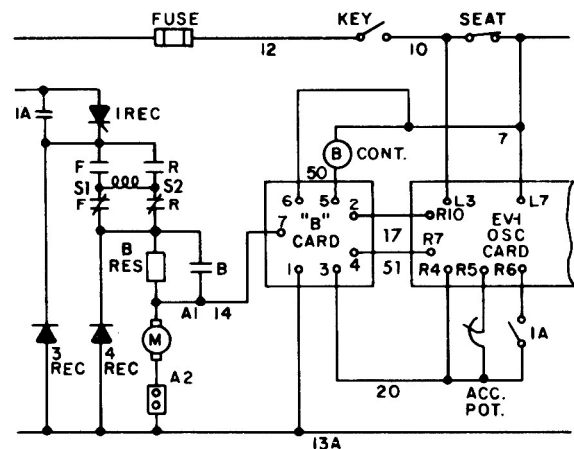 FUSE KEY SEAT
12 10
1A 1REC
7
F R
B CONT.
S1 S2
50
F R
6 5 L3 L7
2 R10 EV-1
7 "B" OSC
CARD 17 R7 CARD
B RES B
4 51
1 3 R4 R5 R6
A1 14
M
1A
3 REC 4 REC
A2
20 ACC. POT.
13A